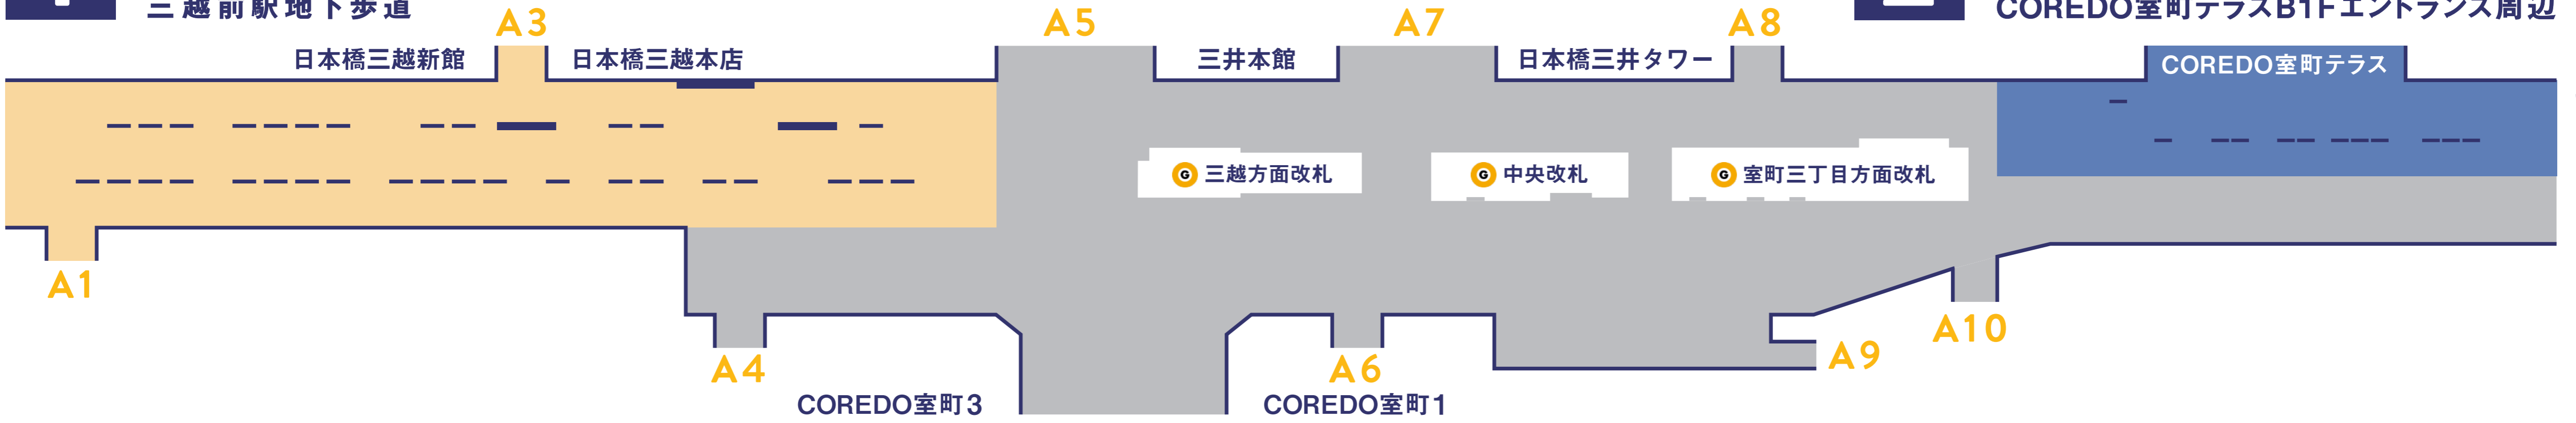 三越前駅地下歩道
COREDO室町テラスB1Fエントランス周辺
A3
A5
A7
A8
日本橋三越新館
日本橋三越本店
三井本館
日本橋三井タワー
COREDO室町テラス
G 三越方面改札
G 中央改札
G 室町三丁目方面改札
A1
A4
A6
A9
A10
COREDO室町3
COREDO室町1